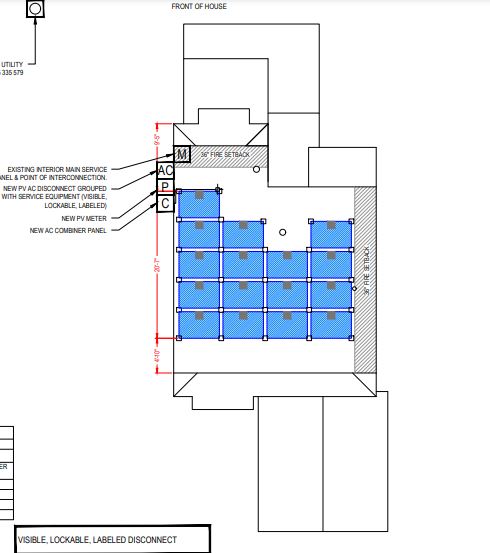 FRONT OF HOUSE
UTILITY
335 579
9'-5"
M
36" FIRE SETBACK
EXISTING INTERIOR MAIN SERVICE
NEL & POINT OF INTERCONNECTION.
AC
NEW PV AC DISCONNECT GROUPED
WITH SERVICE EQUIPMENT (VISIBLE,
LOCKABLE, LABELED)
P
NEW PV METER
C
NEW AC COMBINER PANEL
20'-7"
36" FIRE SETBACK
4'-10"
ER
VISIBLE, LOCKABLE, LABELED DISCONNECT